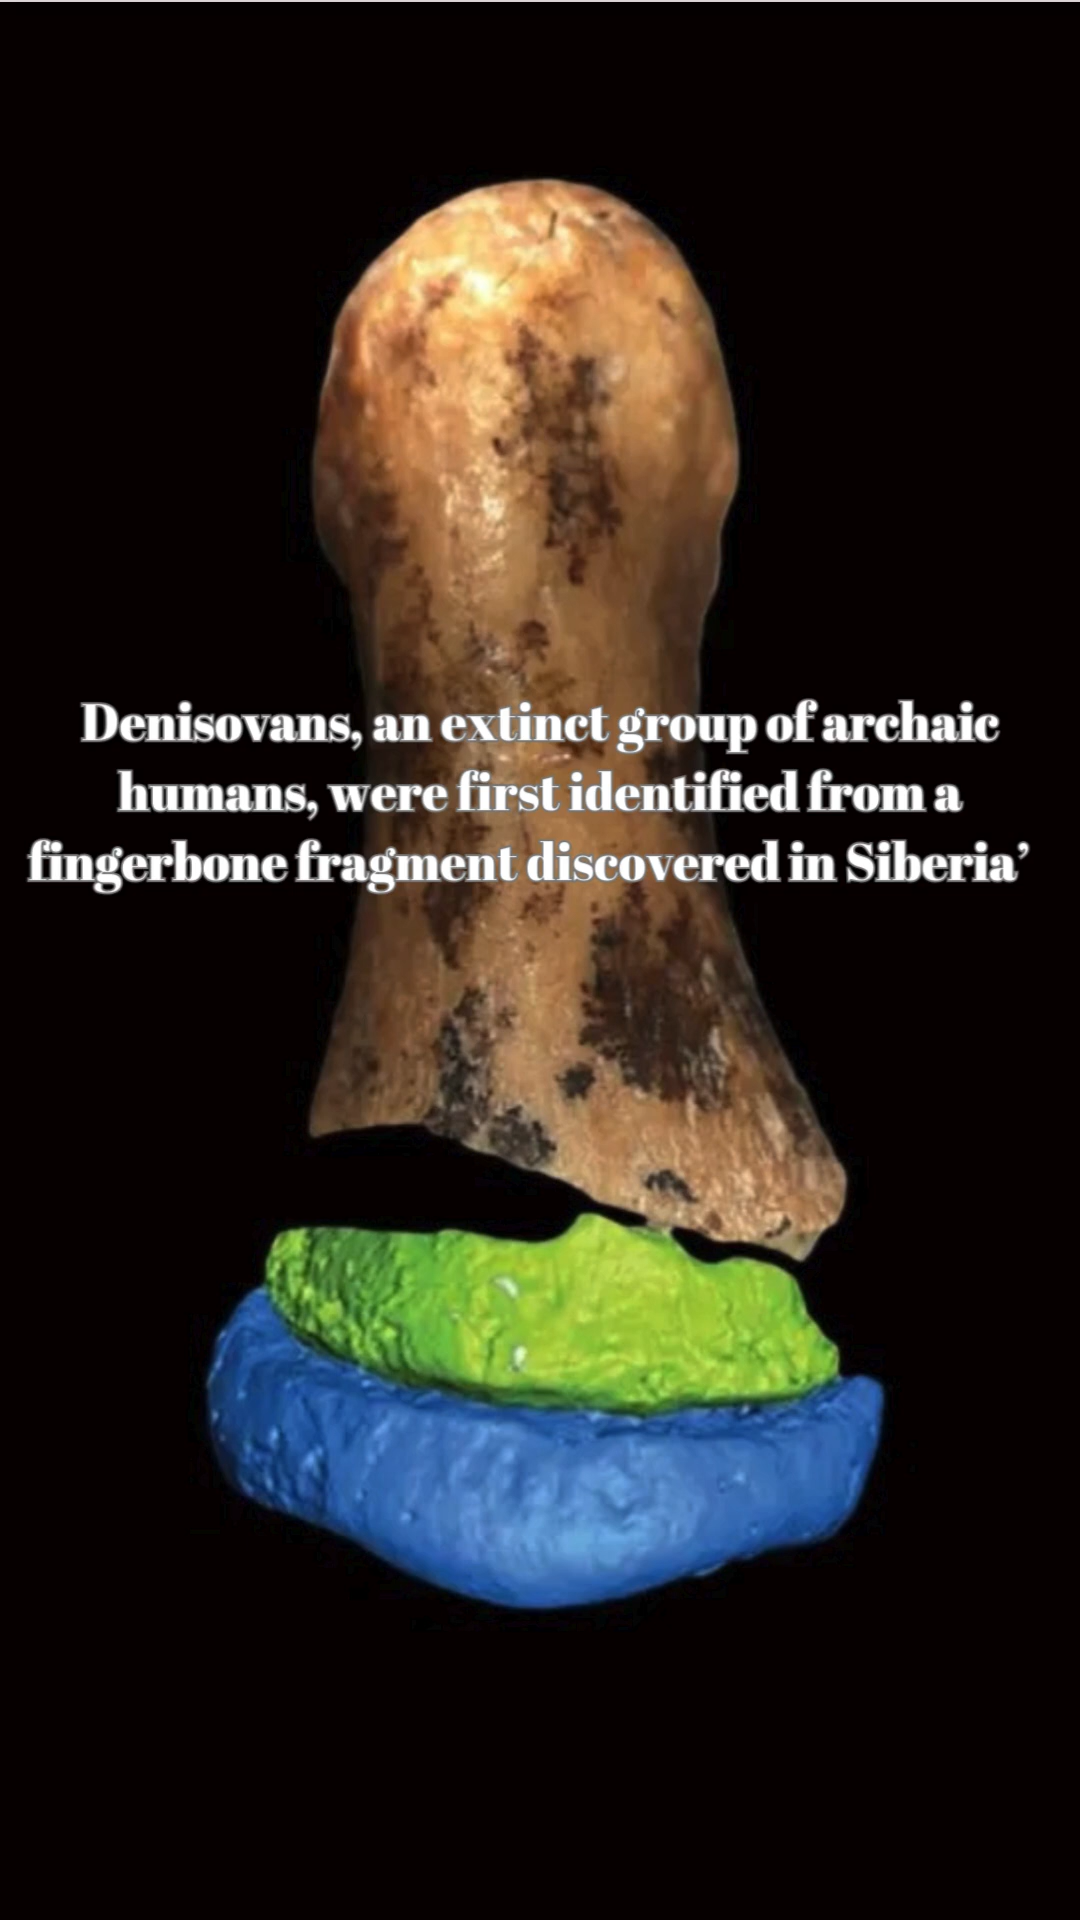 Denisovans, an extinct group of archaic
humans, were first identified from a
fingerbone fragment discovered in Siberia’